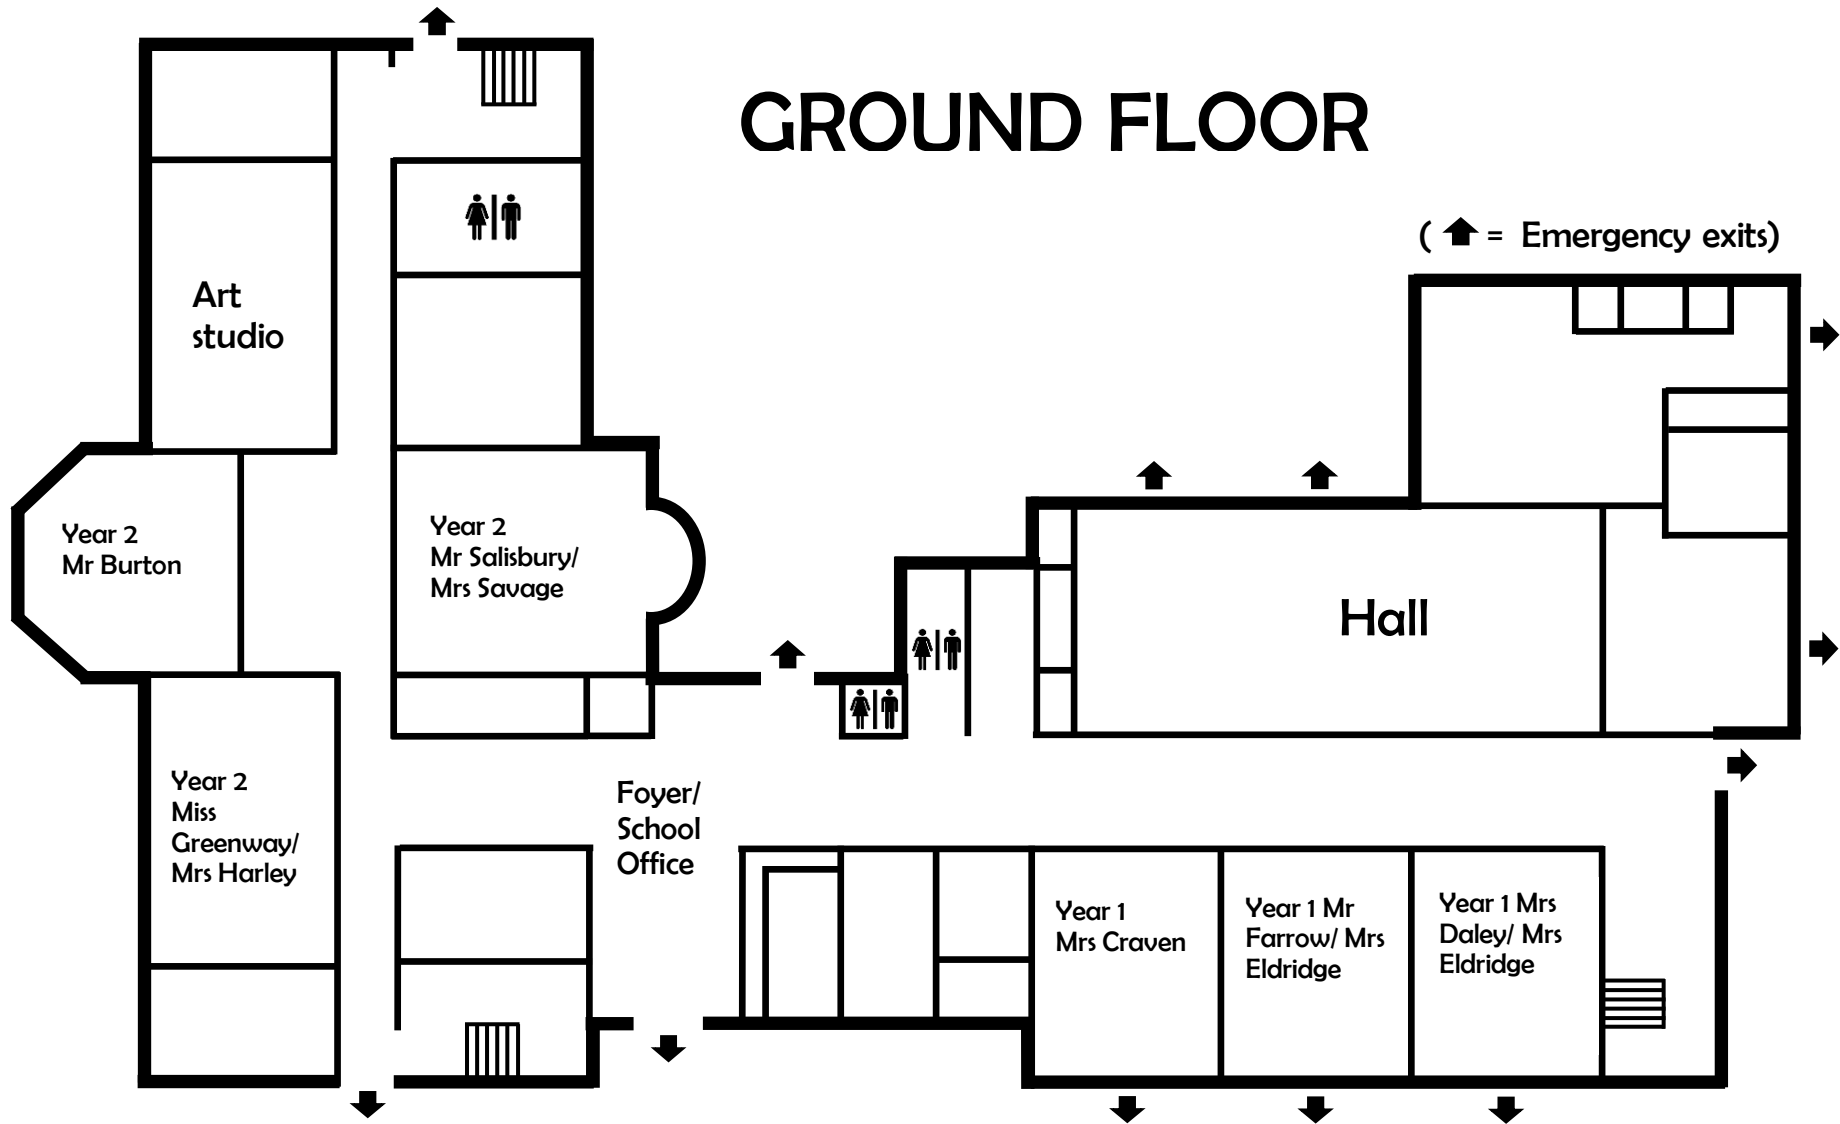 GROUND FLOOR
( = Emergency exits)
Art
studio
Year 2
Mr Burton
Year 2
Mr Salisbury/
Mrs Savage
Hall
Year 2
Miss
Greenway/
Mrs Harley
Foyer/
School
Office
Year 1
Mrs Craven
Year 1 Mr
Farrow/ Mrs
Eldridge
Year 1 Mrs
Daley/ Mrs
Eldridge